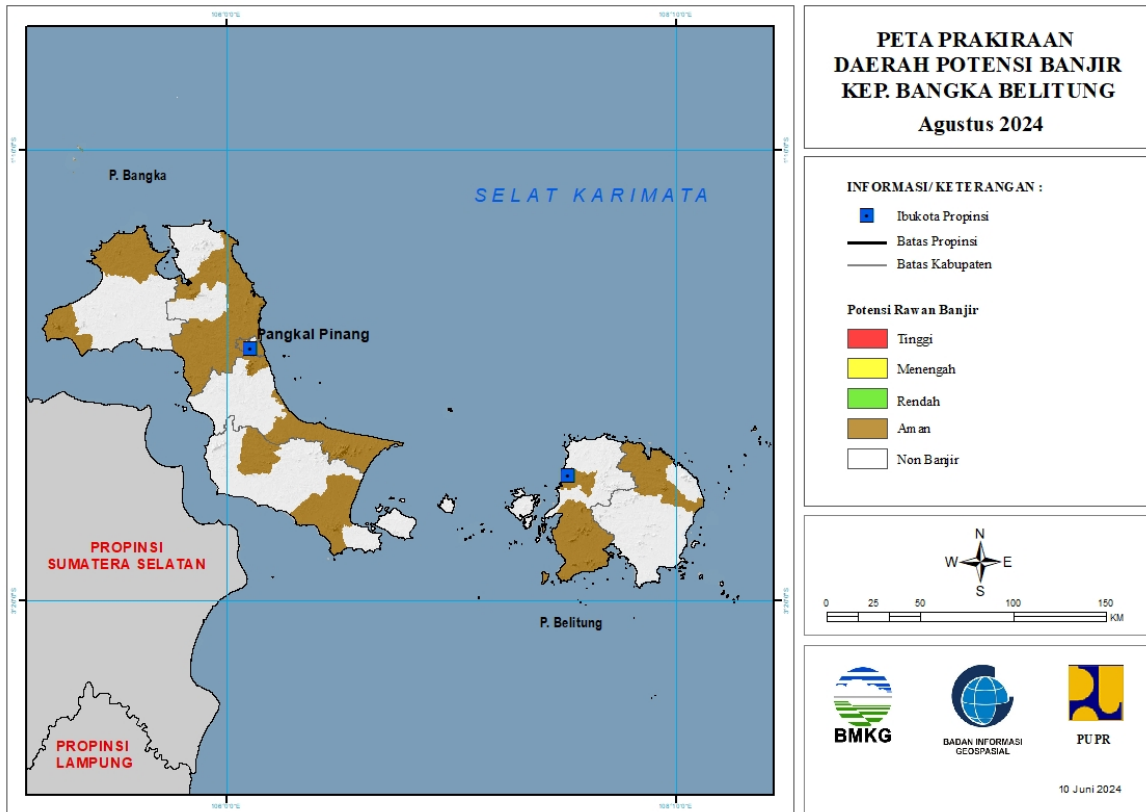 PETA PRAKIRAAN
DAERAH POTENSI BANJIR
KEP. BANGKA BELITUNG
Agustus 2024
P. Bangka
SELAT KARIMATA
Pangkal Pinang
PROPINSI
SUMATERA SELATAN
P. Belitung
PROPINSI
LAMPUNG
INFORMASI/ KETERANGAN :
Ibukota Propinsi
Batas Propinsi
Batas Kabupaten
Potensi Rawan Banjir
Tinggi
Menengah
Rendah
Aman
Non Banjir
N
W E
S
0 25 50 100 150
KM
BMKG
BADAN INFORMASI
GEOSPASIAL
PU
PUPR
10 Juni 2024